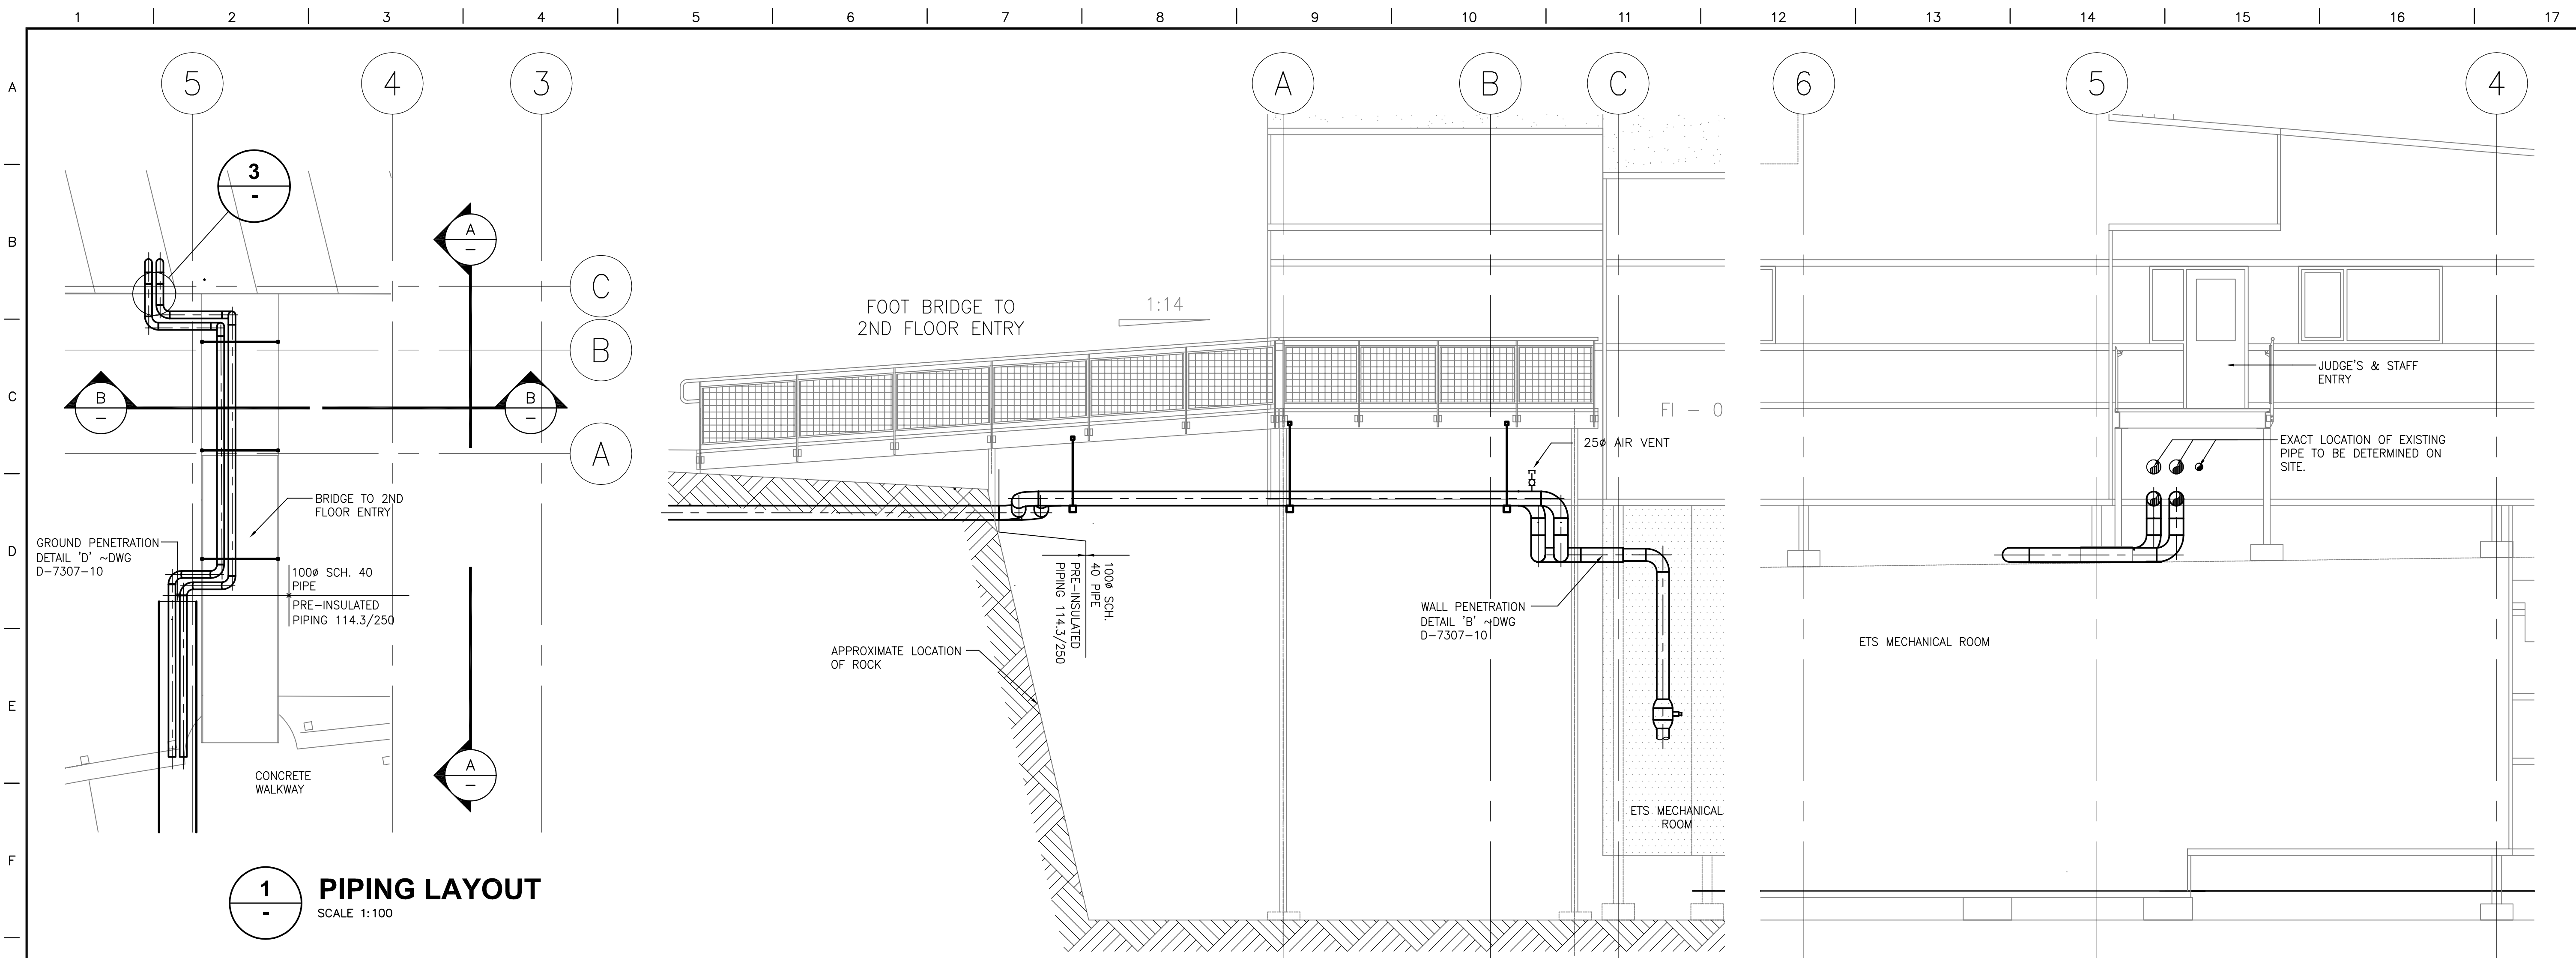 1 2 3 4 5 6 7 8 9 10 11 12 13 14 15 16 17
A
B
C
D
E
F
5 4 3
3
-
A
–
C
B
A
B
–
B
–
BRIDGE TO 2ND
FLOOR ENTRY
GROUND PENETRATION
DETAIL 'D' ~DWG
D-7307-10
100ø SCH. 40
PIPE
PRE-INSULATED
PIPING 114.3/250
A
–
CONCRETE
WALKWAY
1
-
PIPING LAYOUT
SCALE 1:100
A B C
FOOT BRIDGE TO
2ND FLOOR ENTRY
1:14
FI - 0
25ø AIR VENT
100ø SCH.
40 PIPE
PRE-INSULATED
PIPING 114.3/250
WALL PENETRATION
DETAIL 'B' ~DWG
D-7307-10
APPROXIMATE LOCATION
OF ROCK
ETS MECHANICAL
ROOM
6 5 4
JUDGE'S & STAFF
ENTRY
EXACT LOCATION OF EXISTING
PIPE TO BE DETERMINED ON
SITE.
ETS MECHANICAL ROOM